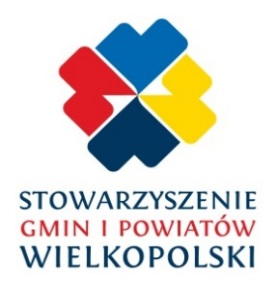 STOWARZYSZENIE
GMIN I POWIATÓW
WIELKOPOLSKI